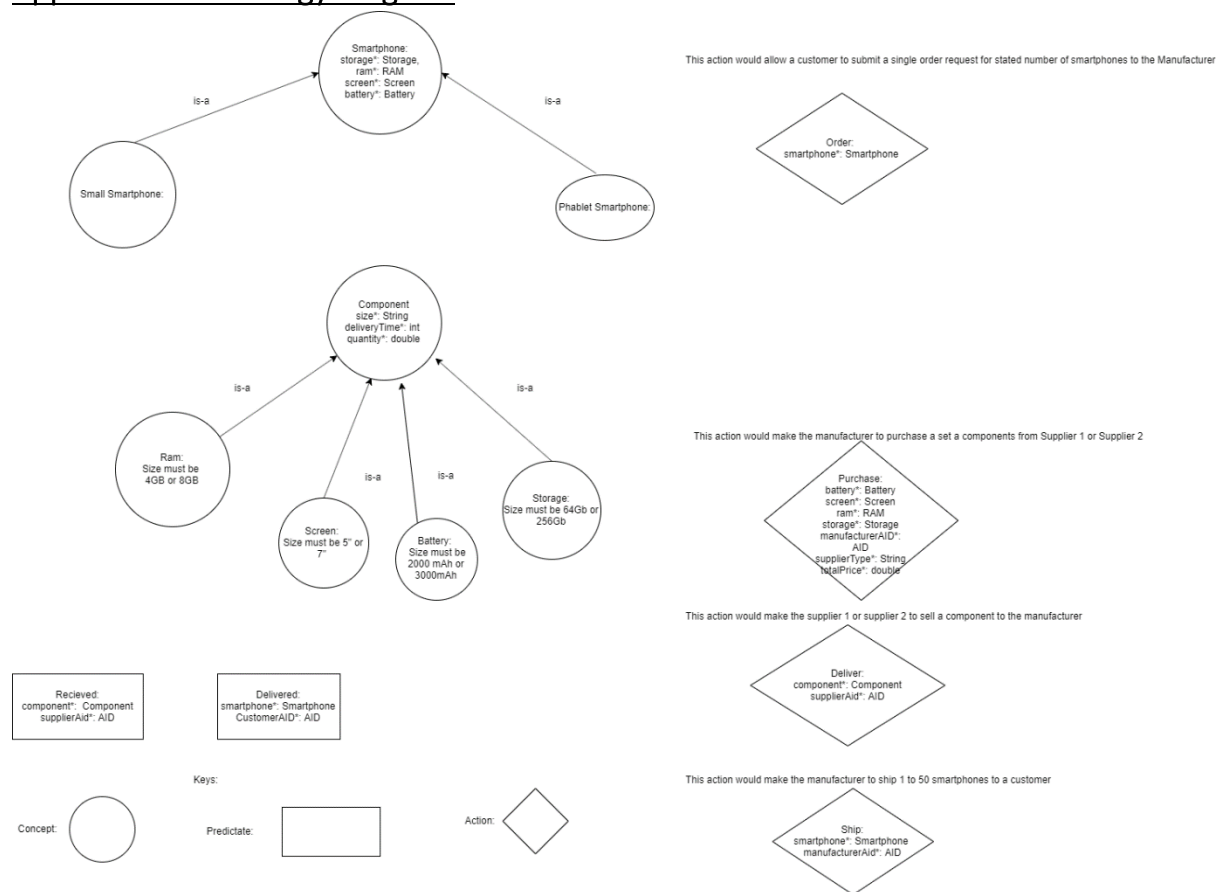 Smartphone:
storage*: Storage,
ram*: RAM
screen*: Screen
battery*: Battery
This action would allow a customer to submit a single order request for stated number of smartphones to the Manufacturer
is-a
is-a
Order:
smartphone*: Smartphone
Small Smartphone:
Phablet Smartphone:
Component
size*: String
deliveryTime*: int
quantity*: double
is-a
is-a
This action would make the manufacturer to purchase a set a components from Supplier 1 or Supplier 2
Ram:
Size must be
4GB or 8GB
is-a
is-a
Storage:
Size must be 64Gb or
256Gb
Purchase:
battery*: Battery
screen*: Screen
ram*: RAM
storage*: Storage
manufacturerAID*:
AID
supplierType*: String
totalPrice*: double
Screen:
Size must be 5" or
7"
Battery:
Size must be
2000 mAh or
3000mAh
This action would make the supplier 1 or supplier 2 to sell a component to the manufacturer
Deliver:
component*: Component
supplierAid*: AID
Recieved:
component*: Component
supplierAid*: AID
Delivered:
smartphone*: Smartphone
CustomerAID*: AID
Keys:
This action would make the manufacturer to ship 1 to 50 smartphones to a customer
Concept:
Predictate:
Action:
Ship:
smartphone*: Smartphone
manufacturerAid*: AID